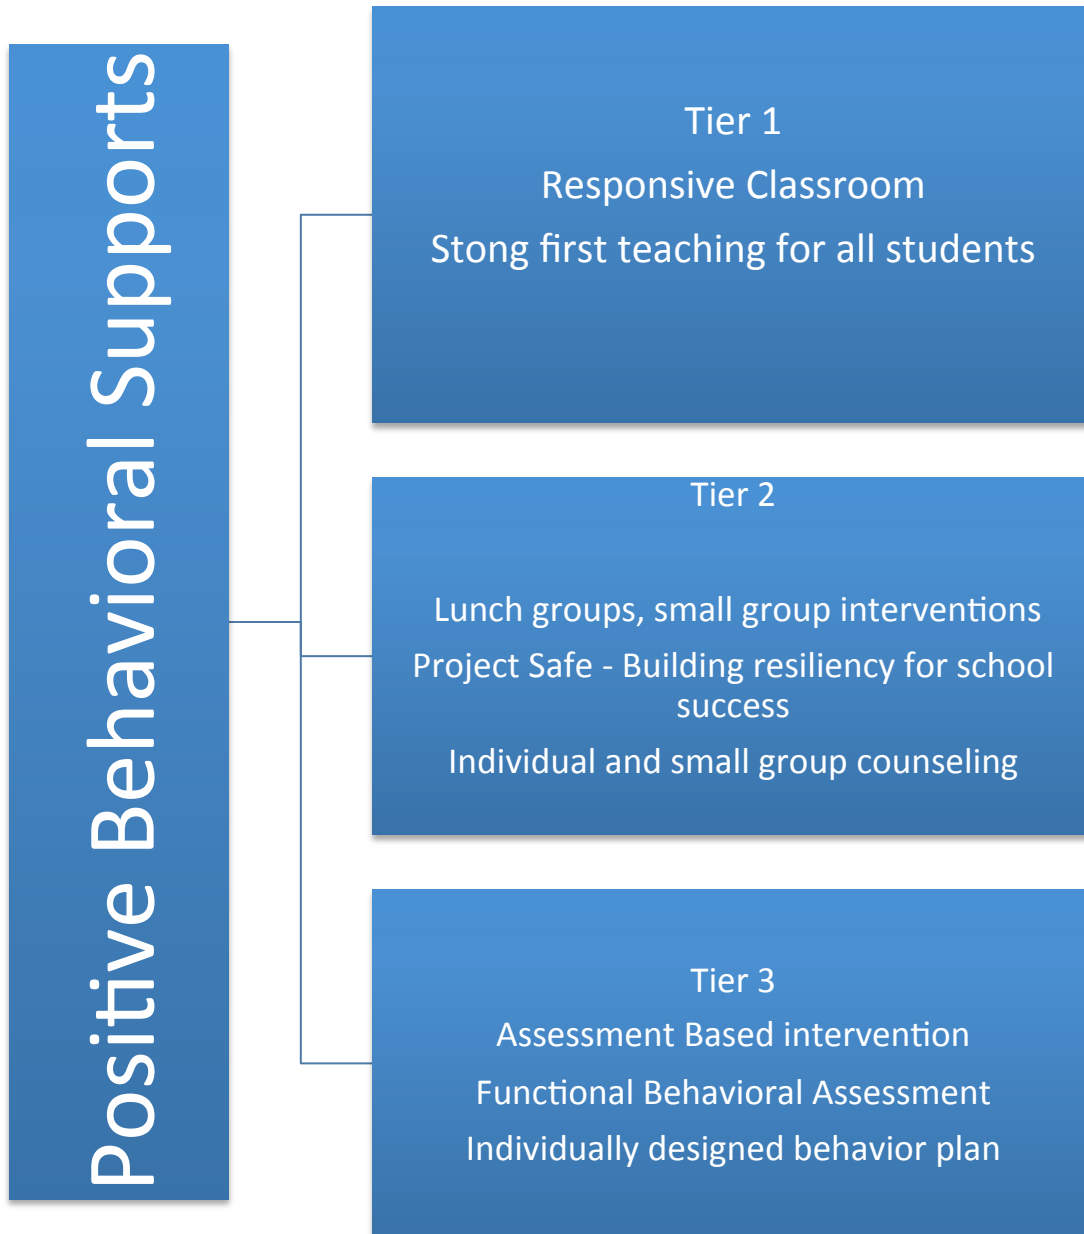 Positive Behavioral Supports
Tier 1
Responsive Classroom
Stong first teaching for all students
Tier 2
Lunch groups, small group interventions
Project Safe - Building resiliency for school
success
Individual and small group counseling
Tier 3
Assessment Based intervention
Functional Behavioral Assessment
Individually designed behavior plan